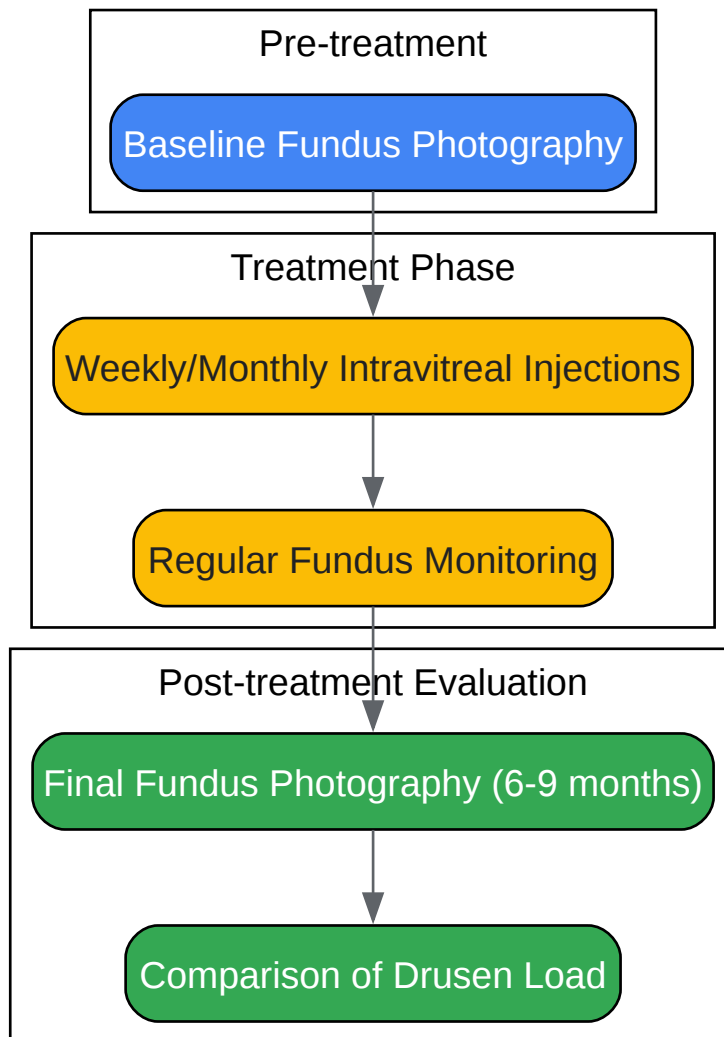 Pre-treatment
Baseline Fundus Photography
Treatment Phase
Weekly/Monthly Intravitreal Injections
Regular Fundus Monitoring
Post-treatment Evaluation
Final Fundus Photography (6-9 months)
Comparison of Drusen Load